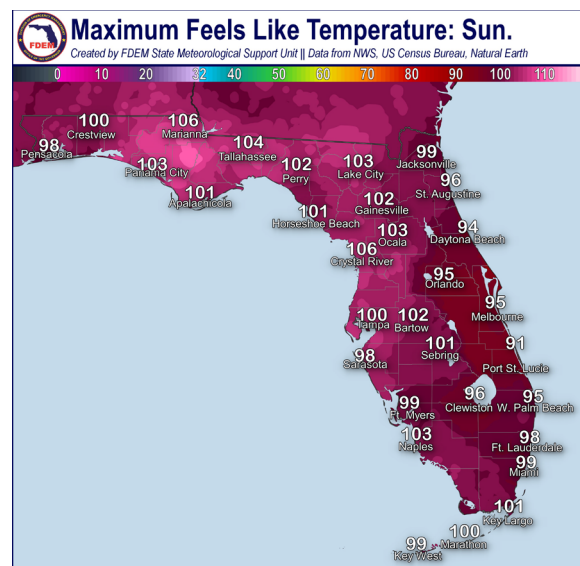 FDEM
Maximum Feels Like Temperature: Sun.
Created by FDEM State Meteorological Support Unit || Data from NWS, US Census Bureau, Natural Earth
0 10 20 32 40 50 60 70 80 90 100 110
100
Crestview
106
Marianna
98
Pensacola
103
Panama City
104
Tallahassee
102
Perry
103
Lake City
99
Jacksonville
96
St. Augustine
101
Apalachicola
101
Horseshoe Beach
102
Gainesville
103
Ocala
94
Daytona Beach
106
Crystal River
95
Orlando
95
Melbourne
100
Tampa
102
Bartow
98
Sarasota
101
Sebring
91
Port St. Lucie
99
Ft. Myers
96
Clewiston
95
W. Palm Beach
103
Naples
98
Ft. Lauderdale
99
Miami
101
Key Largo
100
Marathon
99
Key West